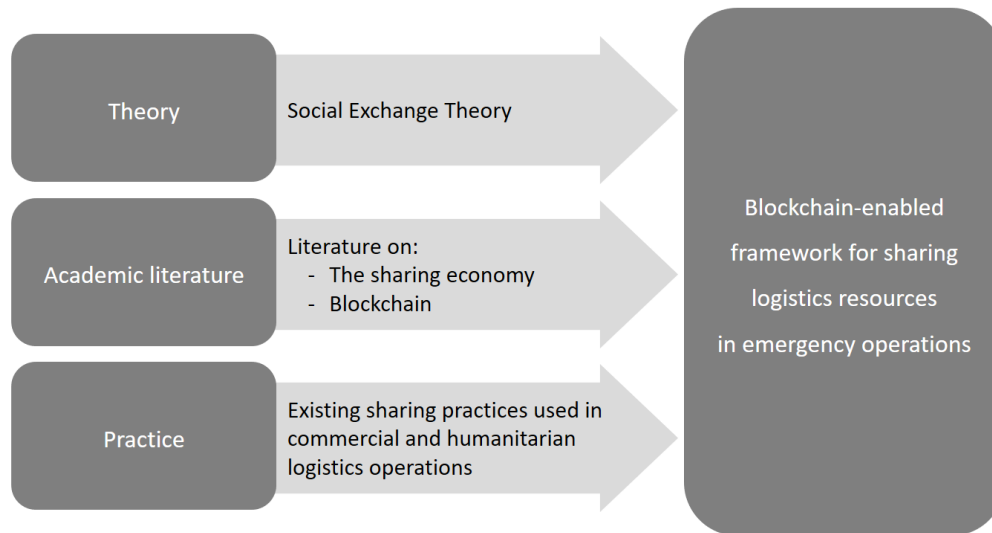 Theory
Social Exchange Theory
Academic literature
Literature on:
- The sharing economy
- Blockchain
Practice
Existing sharing practices used in
commercial and humanitarian
logistics operations
Blockchain-enabled
framework for sharing
logistics resources
in emergency operations